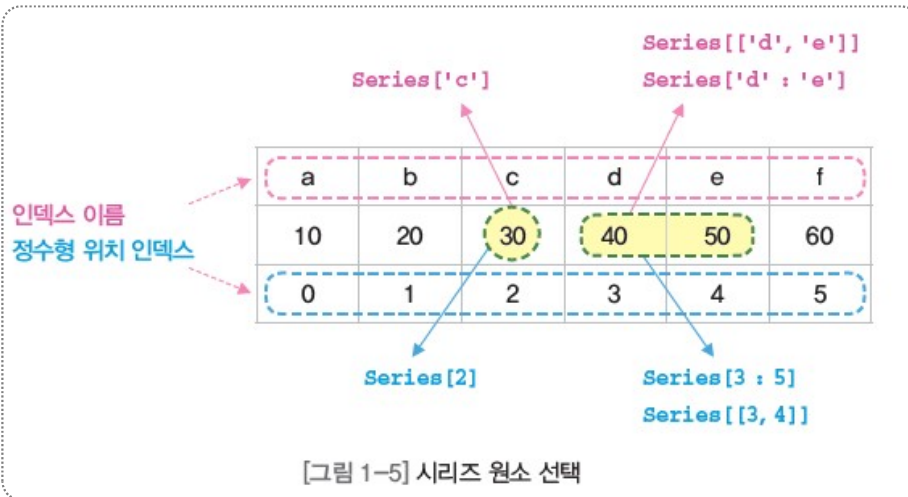 Series[['d', 'e']]
Series['c']
Series['d' : 'e']
a b c d e f
인덱스 이름
정수형 위치 인덱스
10 20 30 40 50 60
0 1 2 3 4 5
Series[2]
Series[3 : 5]
Series[[3, 4]]
[그림 1-5] 시리즈 원소 선택